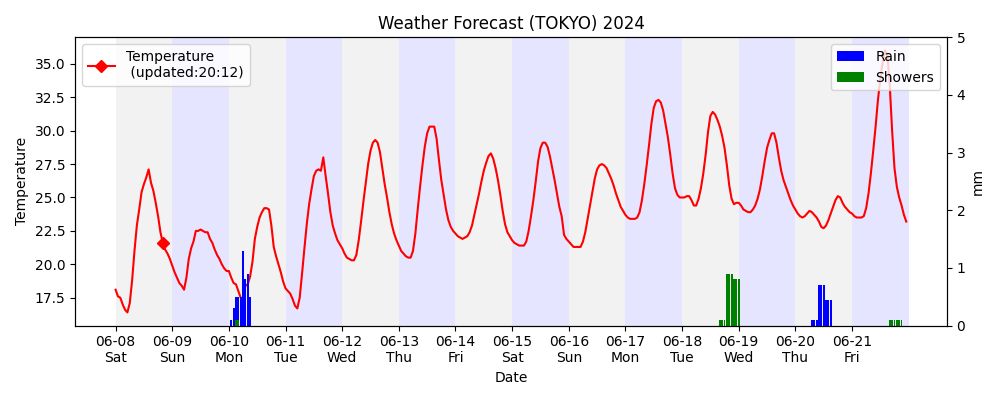 Weather Forecast (TOKYO) 2024
Temperature
(updated:20:12)
Rain
Showers
Temperature
35.0
32.5
30.0
27.5
25.0
22.5
20.0
17.5
5
4
3
2
1
0
mm
06-08 06-09 06-10 06-11 06-12 06-13 06-14 06-15 06-16 06-17 06-18 06-19 06-20 06-21
Sat Sun Mon Tue Wed Thu Fri Sat Sun Mon Tue Wed Thu Fri
Date